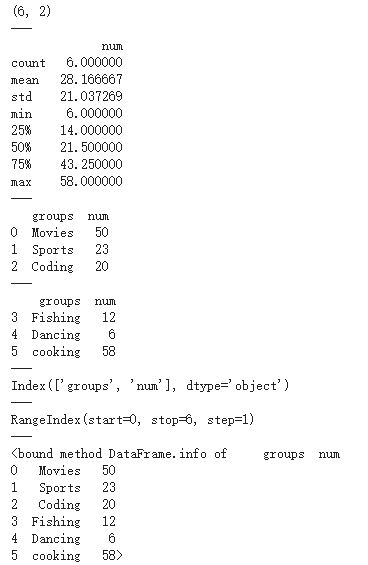 (6, 2)
——
num
count 6.000000
mean 28.166667
std 21.037269
min 6.000000
25% 14.000000
50% 21.500000
75% 43.250000
max 58.000000
——
groups num
0 Movies 50
1 Sports 23
2 Coding 20
——
groups num
3 Fishing 12
4 Dancing 6
5 cooking 58
——
Index(['groups', 'num'], dtype='object')
——
RangeIndex(start=0, stop=6, step=1)
——
<bound method DataFrame.info of groups num
0 Movies 50
1 Sports 23
2 Coding 20
3 Fishing 12
4 Dancing 6
5 cooking 58>